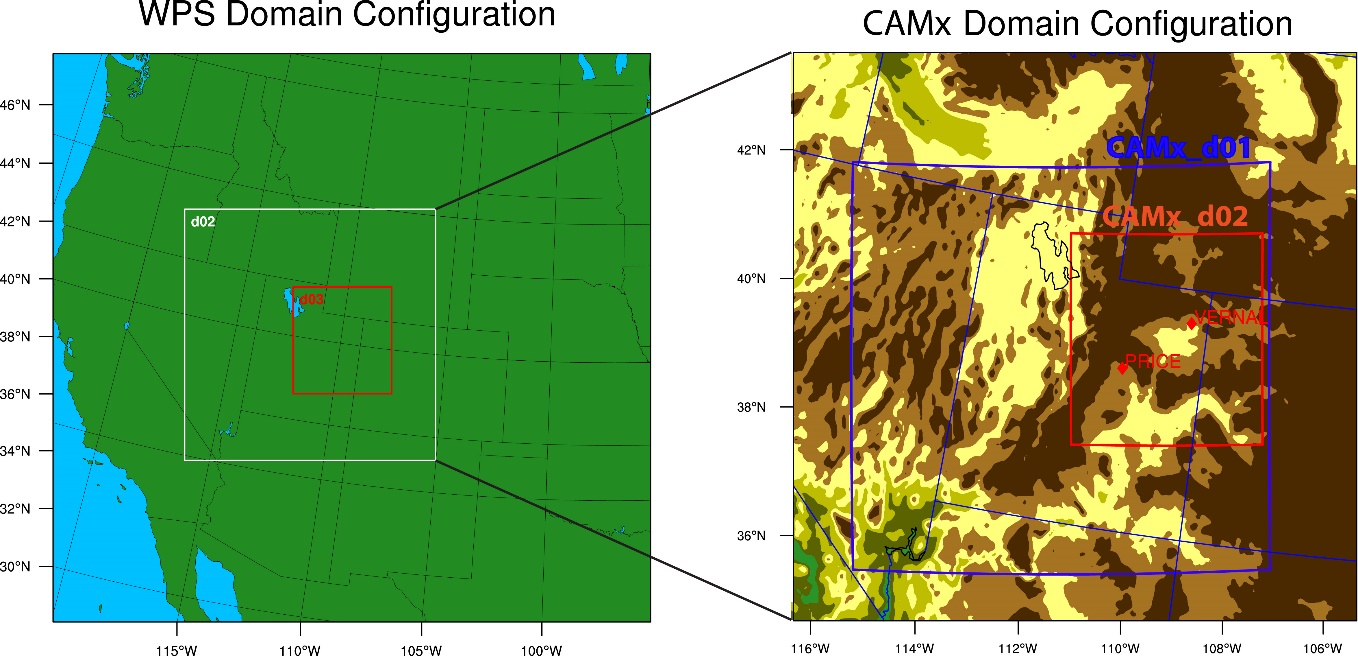 WPS Domain Configuration
CAMx Domain Configuration
46°N
44°N
42°N
40°N
38°N
36°N
34°N
32°N
30°N
d02
d03
115°W
110°W
105°W
100°W
42°N
40°N
38°N
36°N
CAMx_d01
CAMx_d02
VERNAL
PRICE
116°W
114°W
112°W
110°W
108°W
106°W